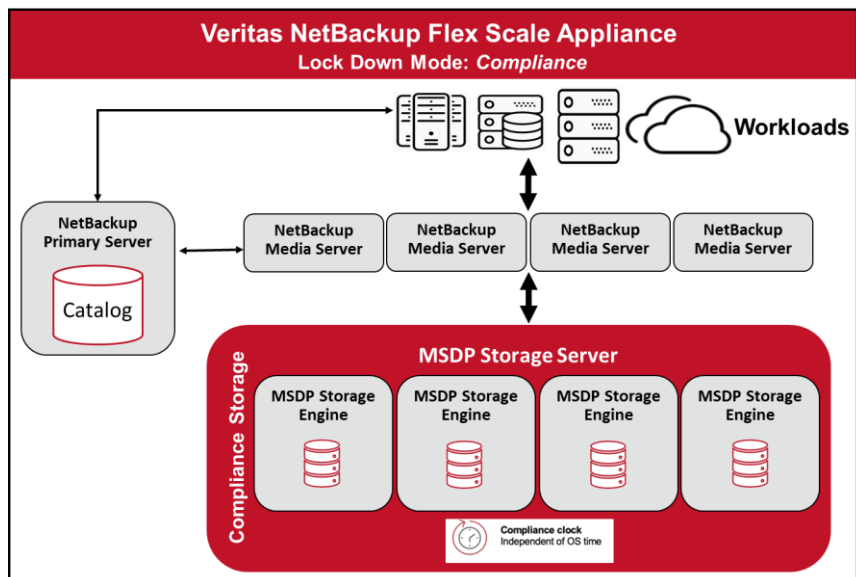 Veritas NetBackup Flex Scale Appliance
Lock Down Mode: Compliance
Workloads
NetBackup
Primary Server
Catalog
NetBackup
Media Server
NetBackup
Media Server
NetBackup
Media Server
NetBackup
Media Server
Compliance Storage
MSDP Storage Server
MSDP Storage
Engine
MSDP Storage
Engine
MSDP Storage
Engine
MSDP Storage
Engine
Compliance clock
Independent of OS time